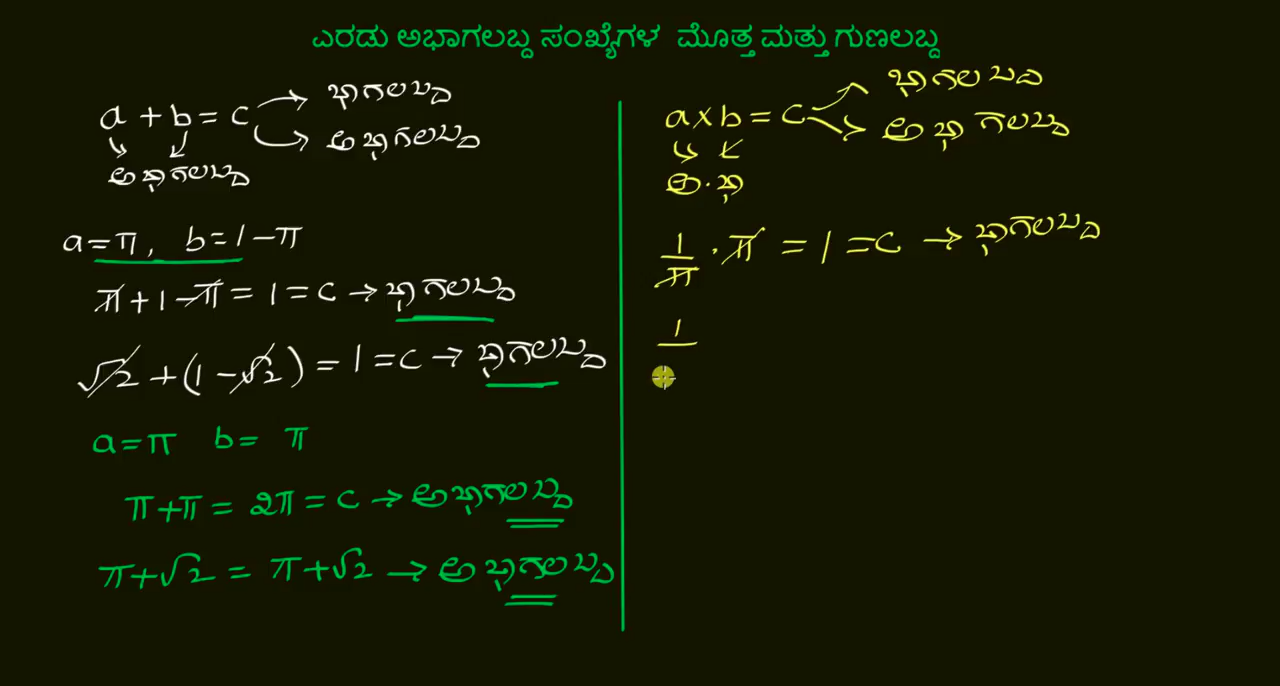 ಎರಡು ಅಭಾಗಲಬ್ದ ಸಂಖ್ಯೆಗಳ ಮೊತ್ತ ಮತ್ತು ಗುಣಲಬ್ದ
a + b = c → ಭಾಗಲಬ್ದ
→ ಅಭಾಗಲಬ್ದ
ಅಭಾಗಲಬ್ದ
a = π, b = 1 − π
π + 1 − π = 1 = c → ಭಾಗಲಬ್ದ
√2 + (1 − √2) = 1 = c → ಭಾಗಲಬ್ದ
a = π b = π
π + π = 2π = c → ಅಭಾಗಲಬ್ದ
π + √2 = π + √2 → ಅಭಾಗಲಬ್ದ
a × b = c → ಭಾಗಲಬ್ದ
→ ಅಭಾಗಲಬ್ದ
ಅ.ಭಾ
1/π · π = 1 = c → ಭಾಗಲಬ್ದ
1